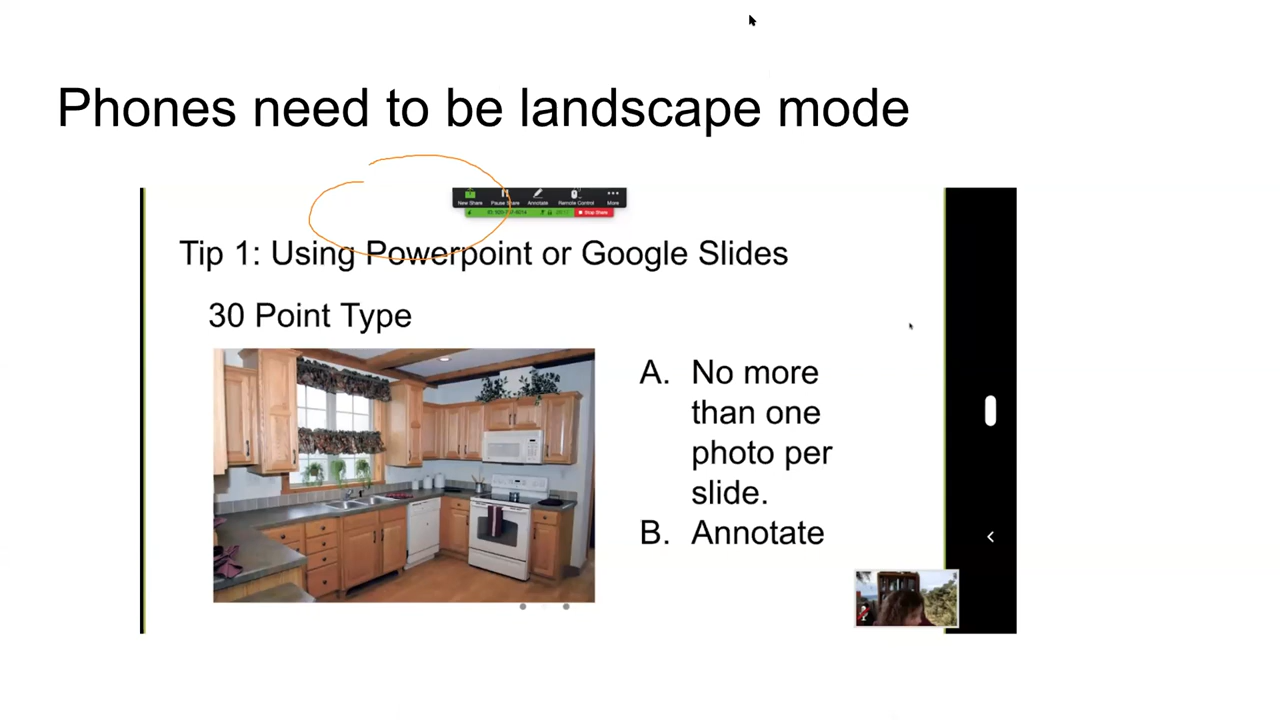 Phones need to be landscape mode
New Share Pause Share Annotate Remote Control More
Stop Share
Tip 1: Using Powerpoint or Google Slides
30 Point Type
A. No more
than one
photo per
slide.
B. Annotate